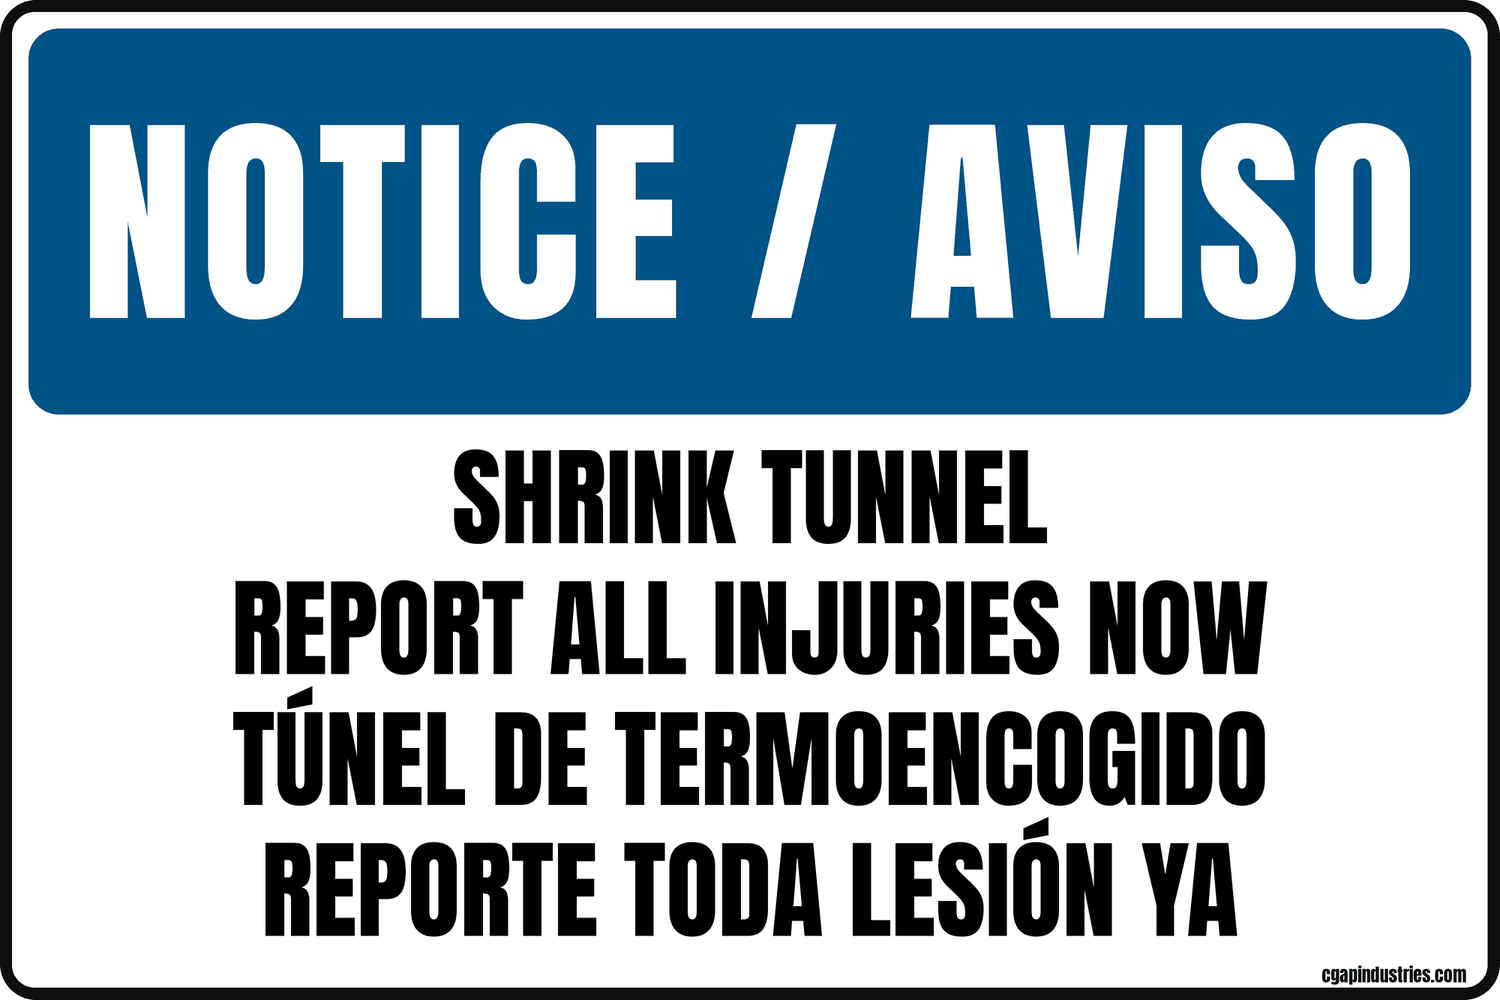 NOTICE / AVISO
SHRINK TUNNEL
REPORT ALL INJURIES NOW
TÚNEL DE TERMOENCOGIDO
REPORTE TODA LESIÓN YA
cgapindustries.com